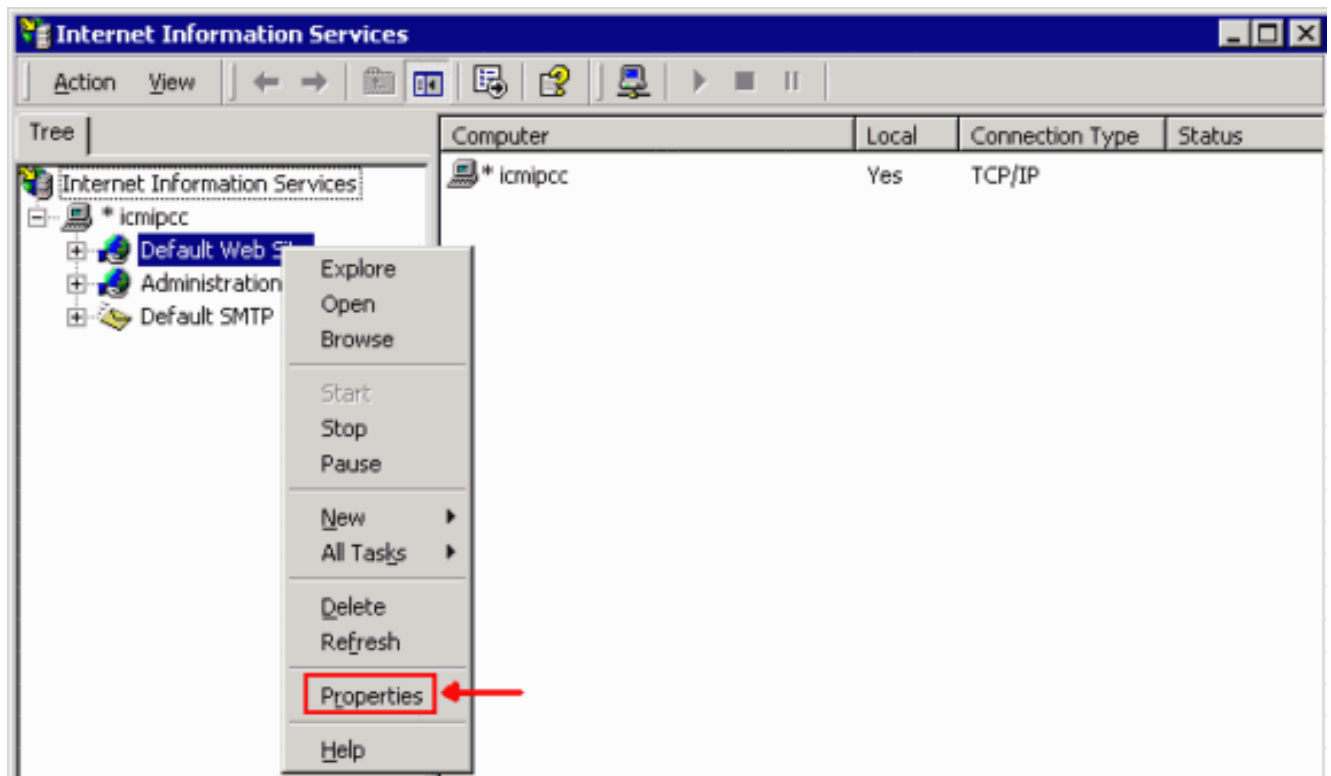 Internet Information Services
Action View
Tree
Computer Local Connection Type Status
Internet Information Services
* icmipcc Yes TCP/IP
* icmipcc
Default Web
Administration
Default SMTP
Explore
Open
Browse
Start
Stop
Pause
New
All Tasks
Delete
Refresh
Properties
Help